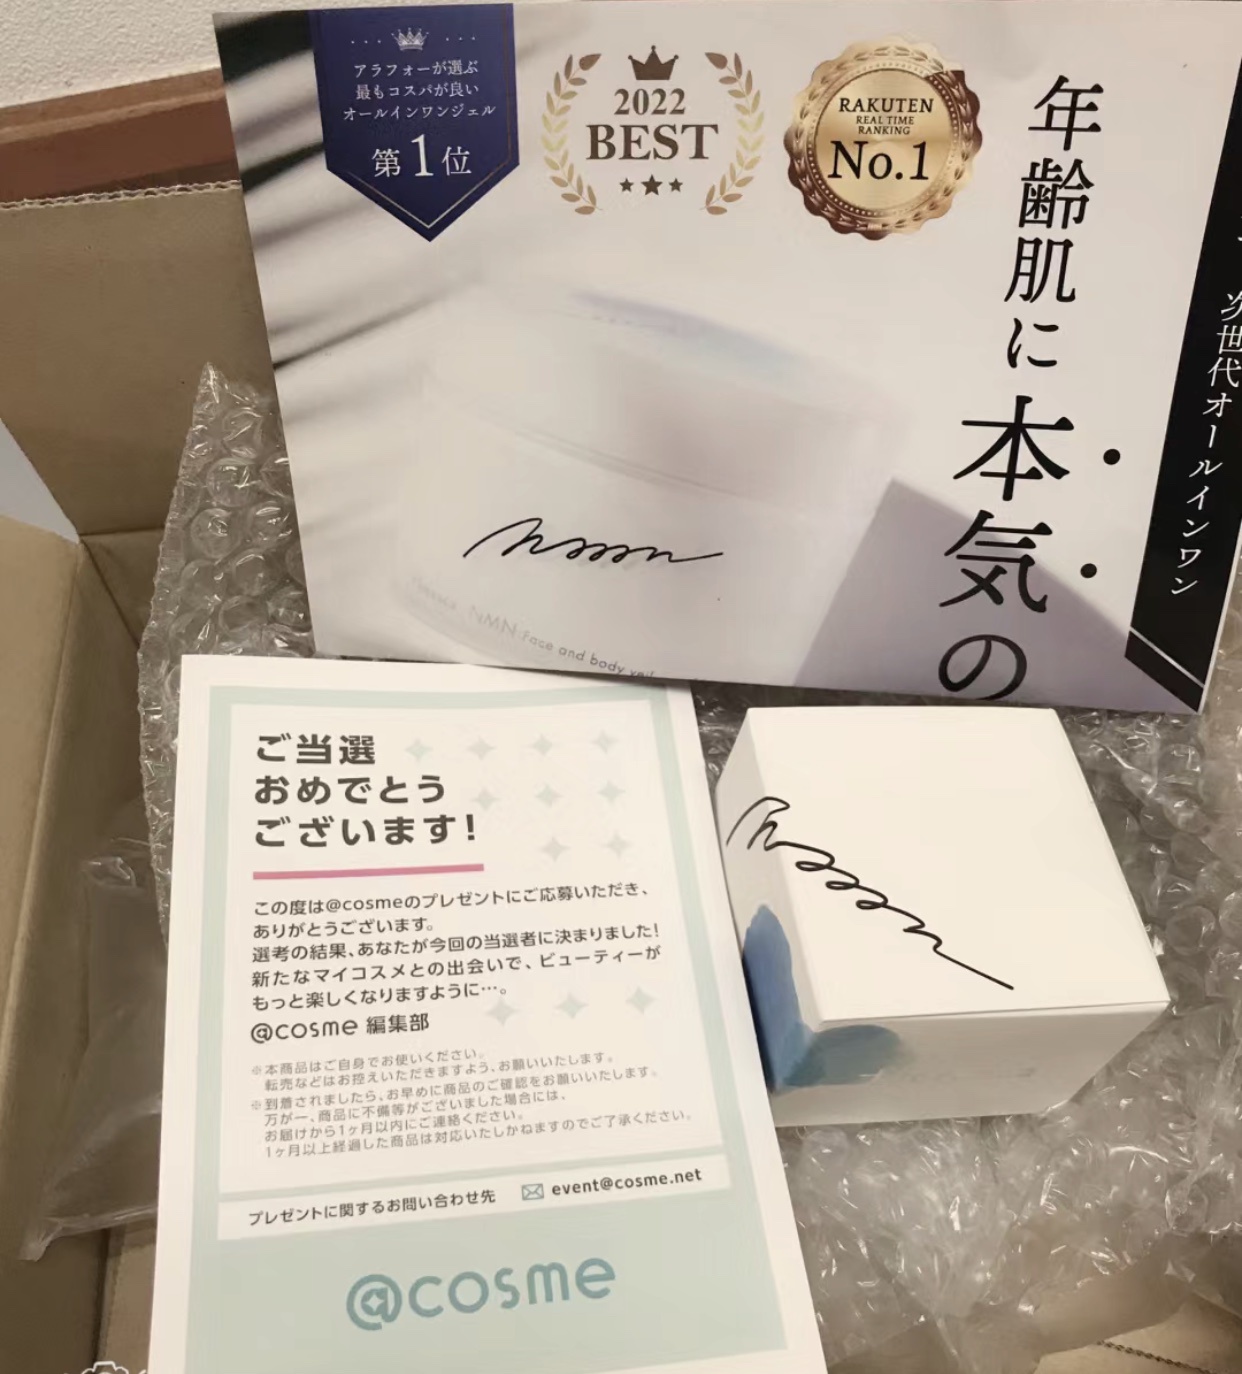 アラフォーが選ぶ
最もコスパが良い
オールインワンジェル
第1位
2022
BEST
RAKUTEN
REAL TIME
RANKING
No.1
年齢肌に本気の
次世代オールインワン
NMN Face and body veil
ご当選
おめでとう
ございます!
この度は@cosmeのプレゼントにご応募いただき、
ありがとうございます。
選考の結果、あなたが今回の当選者に決まりました!
新たなマイコスメとの出会いで、ビューティーが
もっと楽しくなりますように…。
@cosme 編集部
※本商品はご自身でお使いください。
転売などはお控えいただきますよう、お願いいたします。
※到着されましたら、お早めに商品のご確認をお願いいたします。
万が一、商品に不備等がございました場合には、
お届けから1ヶ月以内にご連絡ください。
1ヶ月以上経過した商品は対応いたしかねますのでご了承ください。
プレゼントに関するお問い合わせ先 event@cosme.net
@cosme